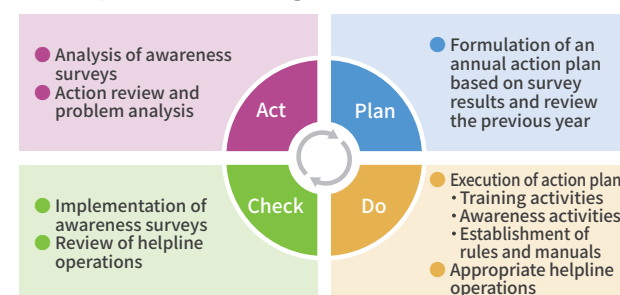 ● Analysis of awareness
surveys
● Action review and
problem analysis
Act
Plan
● Formulation of an
annual action plan
based on survey
results and review
the previous year
● Implementation of
awareness surveys
● Review of helpline
operations
Check
Do
● Execution of action plan
・Training activities
・Awareness activities
・Establishment of
rules and manuals
● Appropriate helpline
operations